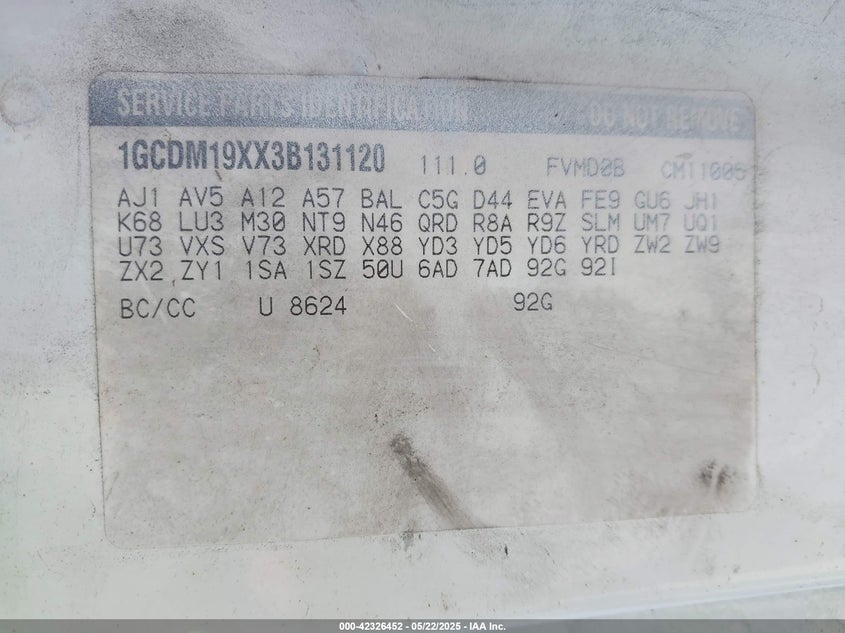 SERVICE PARTS IDENTIFICATION DO NOT REMOVE
1GCDM19XX3B131120 111.0 FVMD0B CM11006
AJ1 AV5 A12 A57 BAL C5G D44 EVA FE9 GU6 JH1
K68 LU3 M30 NT9 N46 QRD R8A R9Z SLM UM7 UQ1
U73 VXS V73 XRD X88 YD3 YD5 YD6 YRD ZW2 ZW9
ZX2 ZY1 1SA 1SZ 50U 6AD 7AD 92G 92I
BC/CC U 8624 92G
000-42326452 - 05/22/2025 - IAA Inc.